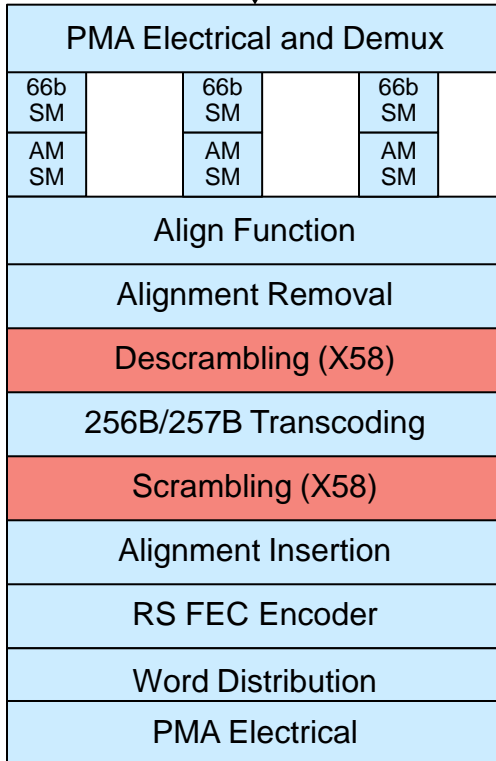 PMA Electrical and Demux
66b 66b 66b
SM SM SM
AM AM AM
SM SM SM
Align Function
Alignment Removal
Descrambling (X58)
256B/257B Transcoding
Scrambling (X58)
Alignment Insertion
RS FEC Encoder
Word Distribution
PMA Electrical